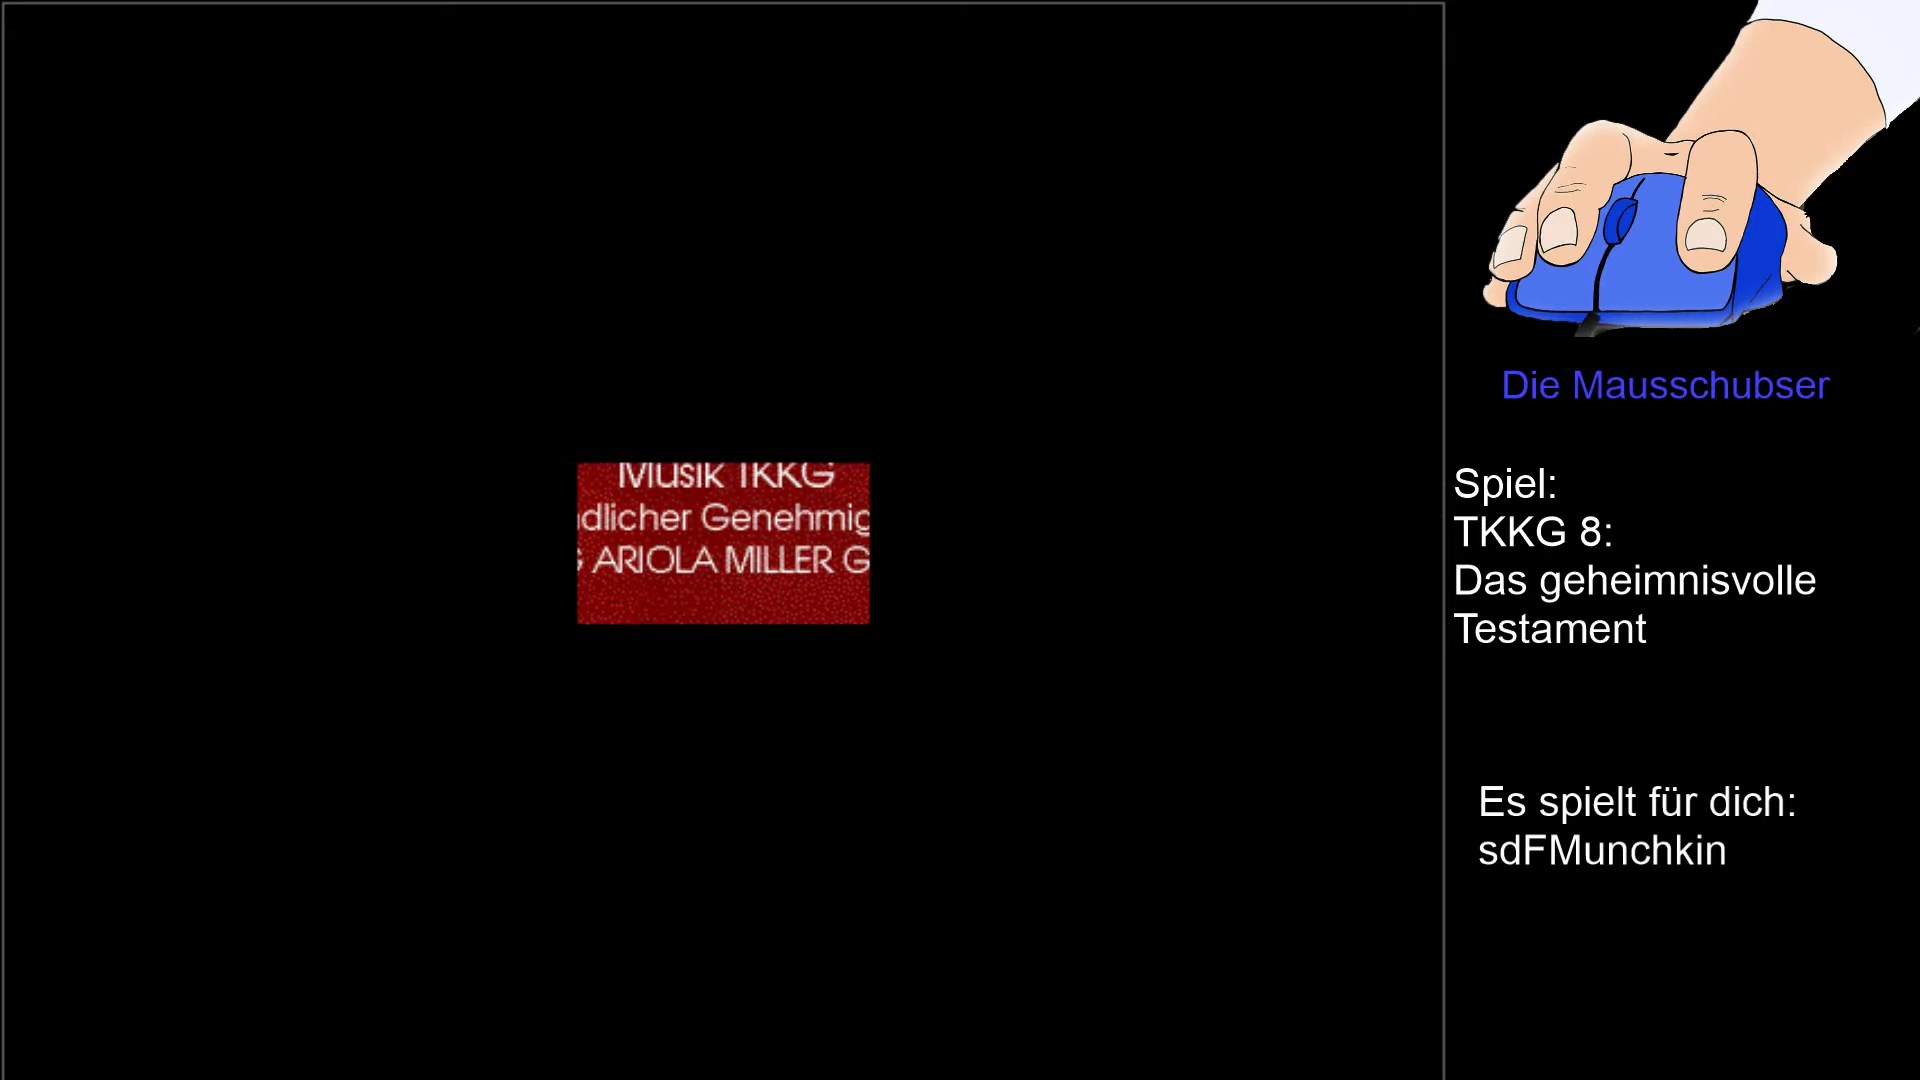 Musik TKKG
dlicher Genehmig
ARIOLA MILLER G
Die Mausschubser
Spiel:
TKKG 8:
Das geheimnisvolle
Testament
Es spielt für dich:
sdFMunchkin